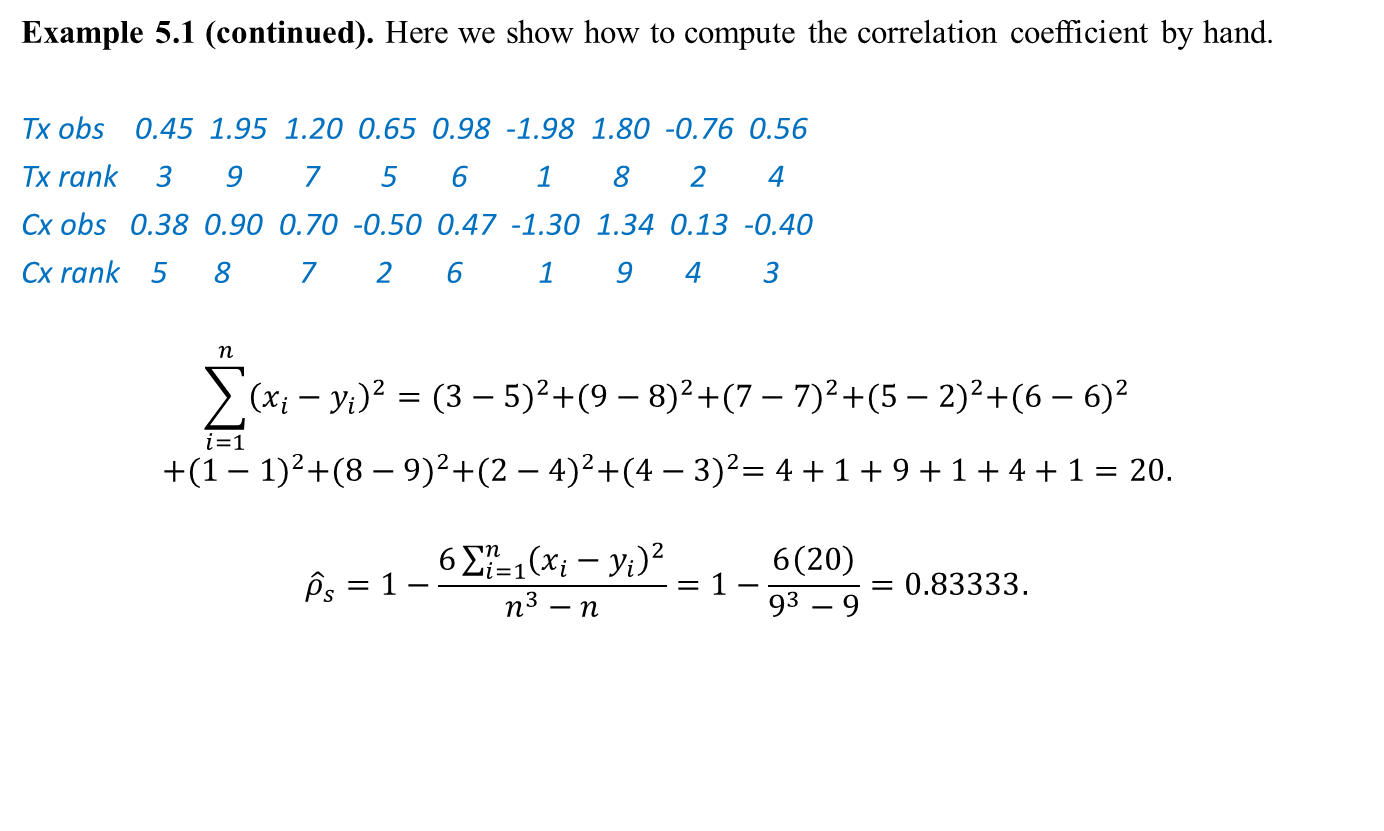 Example 5.1 (continued). Here we show how to compute the correlation coefficient by hand.
Tx obs 0.45 1.95 1.20 0.65 0.98 -1.98 1.80 -0.76 0.56
Tx rank 3 9 7 5 6 1 8 2 4
Cx obs 0.38 0.90 0.70 -0.50 0.47 -1.30 1.34 0.13 -0.40
Cx rank 5 8 7 2 6 1 9 4 3
$\sum_{i=1}^{n}(x_i - y_i)^2 = (3-5)^2+(9-8)^2+(7-7)^2+(5-2)^2+(6-6)^2$
$+(1-1)^2+(8-9)^2+(2-4)^2+(4-3)^2= 4+1+9+1+4+1 = 20.$
$\hat{\rho}_s = 1 - \frac{6\sum_{i=1}^{n}(x_i - y_i)^2}{n^3 - n} = 1 - \frac{6(20)}{9^3 - 9} = 0.83333.$